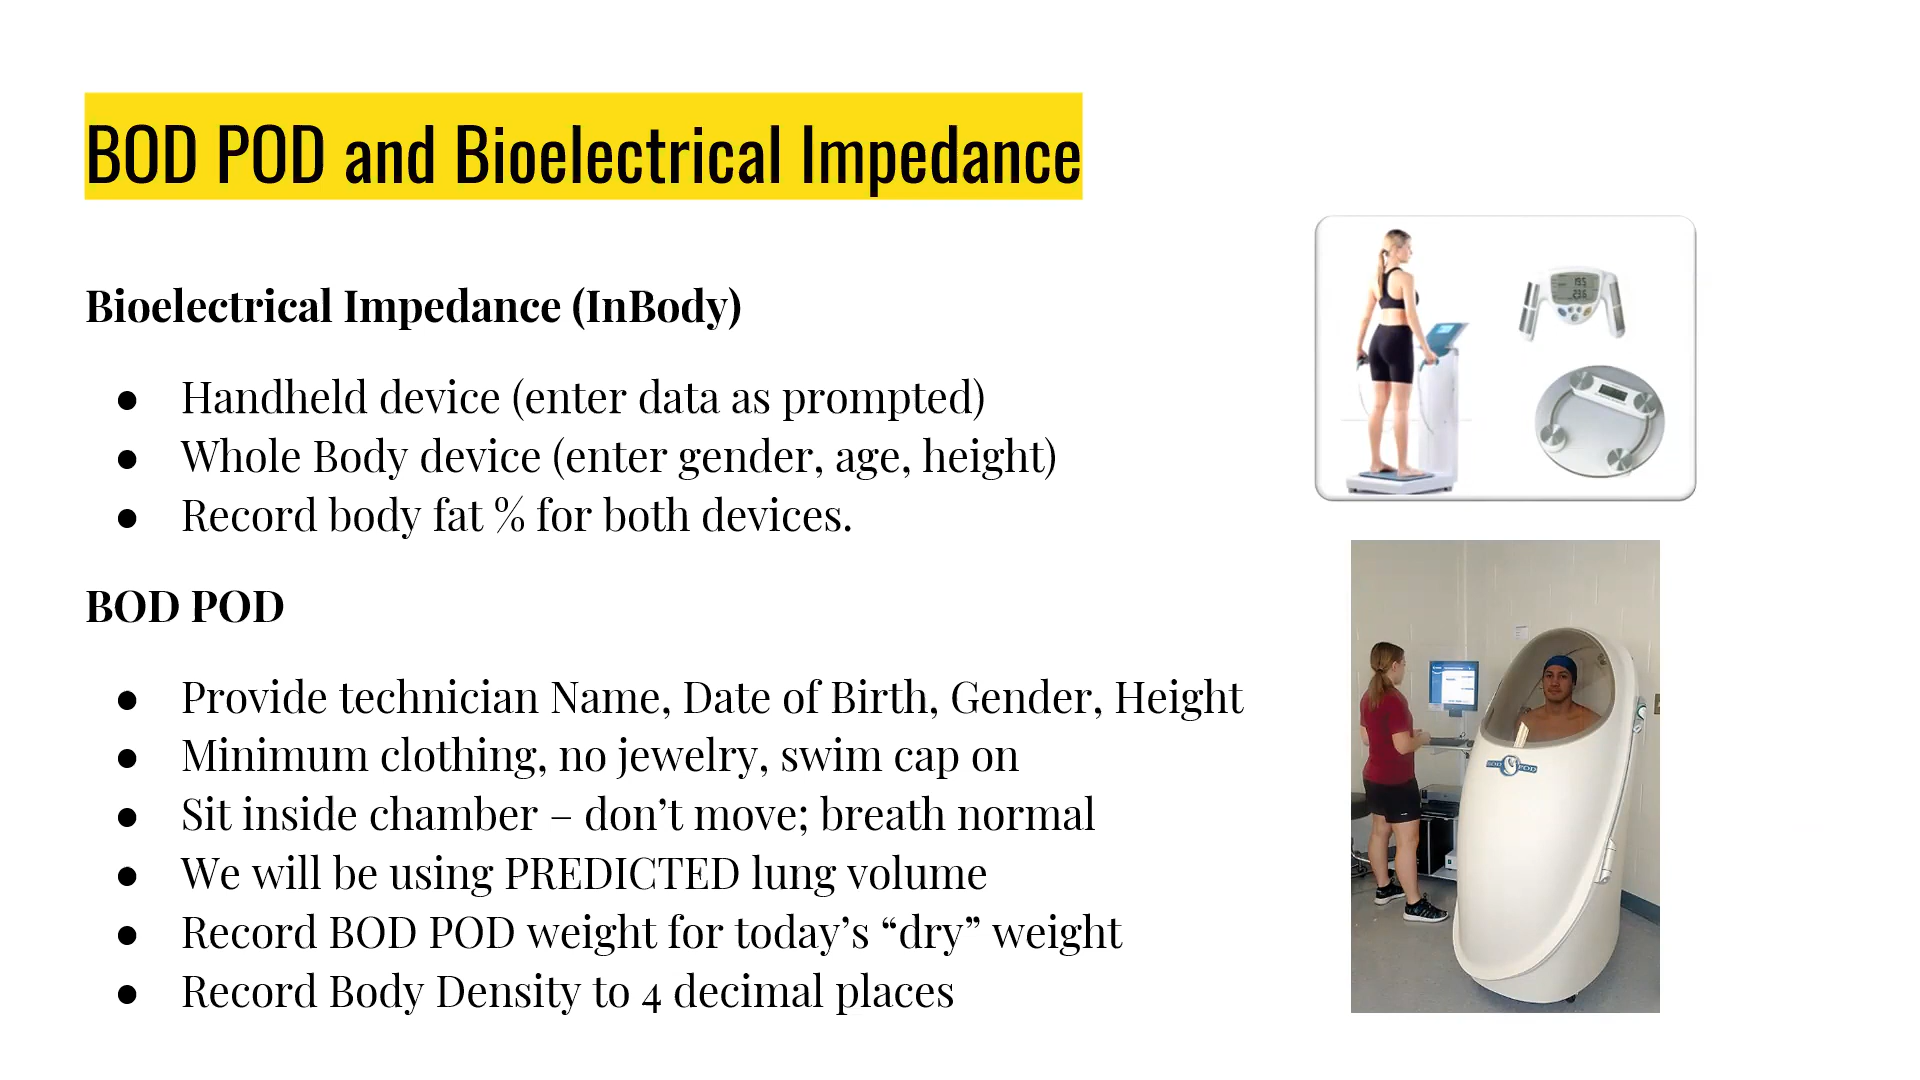 BOD POD and Bioelectrical Impedance
Bioelectrical Impedance (InBody)
● Handheld device (enter data as prompted)
● Whole Body device (enter gender, age, height)
● Record body fat % for both devices.
BOD POD
● Provide technician Name, Date of Birth, Gender, Height
● Minimum clothing, no jewelry, swim cap on
● Sit inside chamber – don’t move; breath normal
● We will be using PREDICTED lung volume
● Record BOD POD weight for today’s “dry” weight
● Record Body Density to 4 decimal places
BOD POD